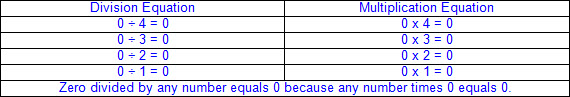 Division Equation Multiplication Equation
0 ÷ 4 = 0 0 x 4 = 0
0 ÷ 3 = 0 0 x 3 = 0
0 ÷ 2 = 0 0 x 2 = 0
0 ÷ 1 = 0 0 x 1 = 0
Zero divided by any number equals 0 because any number times 0 equals 0.